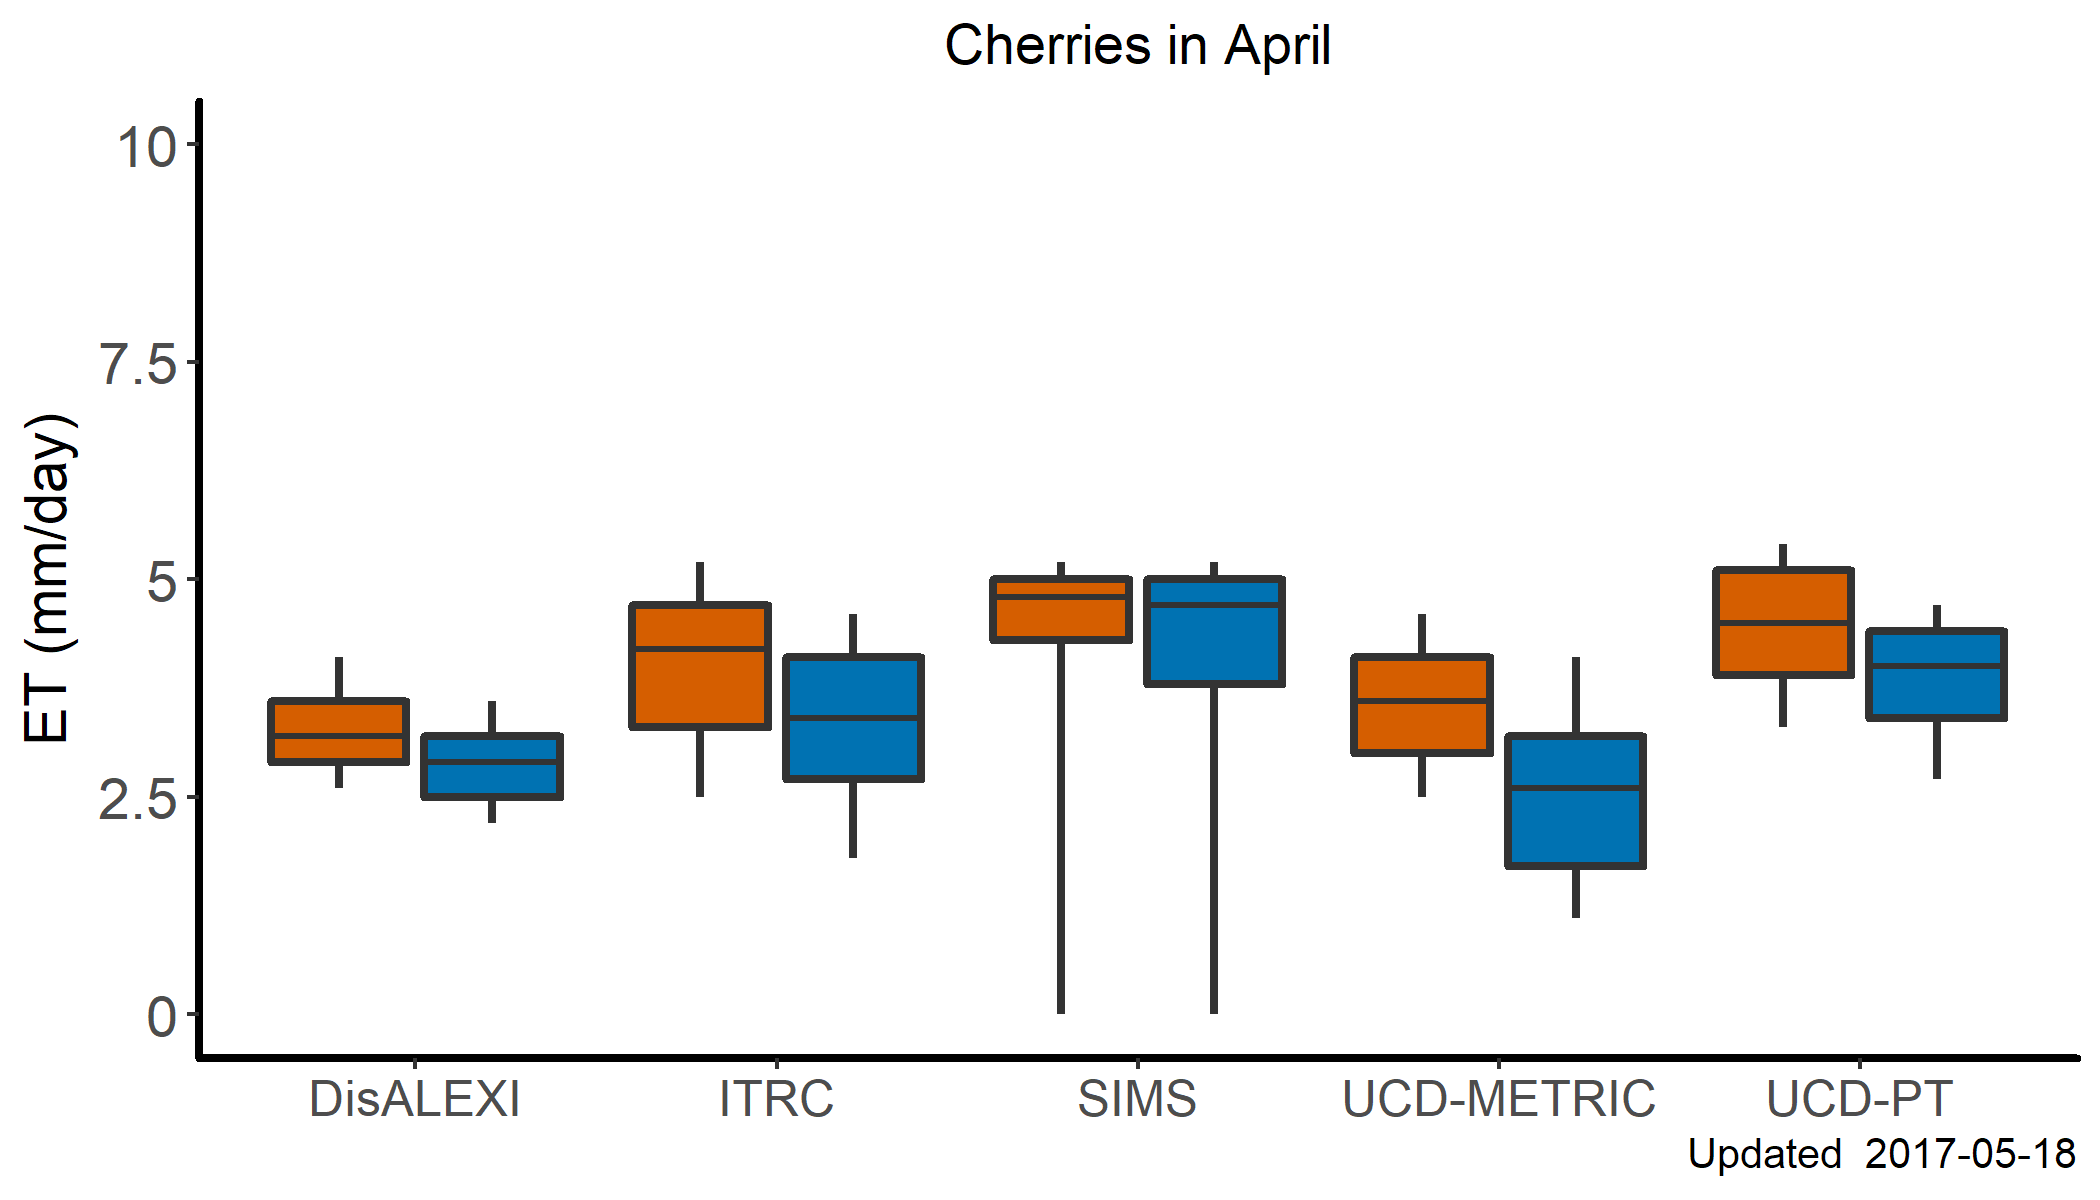 Cherries in April
ET (mm/day)
10
7.5
5
2.5
0
DisALEXI ITRC SIMS UCD-METRIC UCD-PT
Updated  2017-05-18